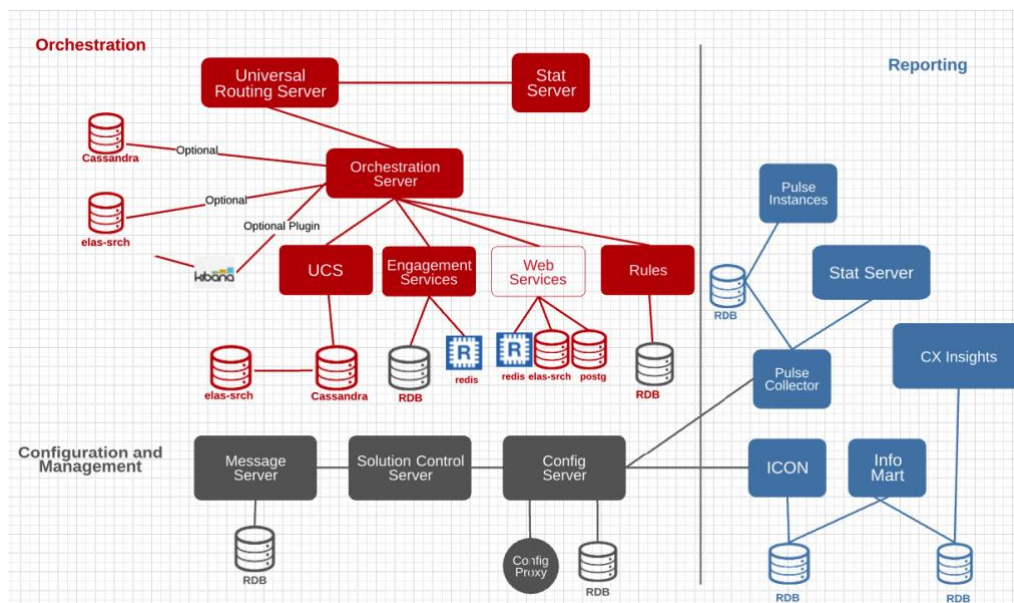 Orchestration
Universal
Routing Server
Stat
Server
Reporting
Cassandra
Optional
Orchestration
Server
Pulse
Instances
elas-srch
Optional
Optional Plugin
kibana
UCS
Engagement
Services
Web
Services
Rules
Stat Server
RDB
R
redis
R
redis
elas-srch
postg
CX Insights
Pulse
Collector
elas-srch
Cassandra
RDB
RDB
Configuration and
Management
Message
Server
Solution Control
Server
Config
Server
ICON
Info
Mart
RDB
Config
Proxy
RDB
RDB
RDB